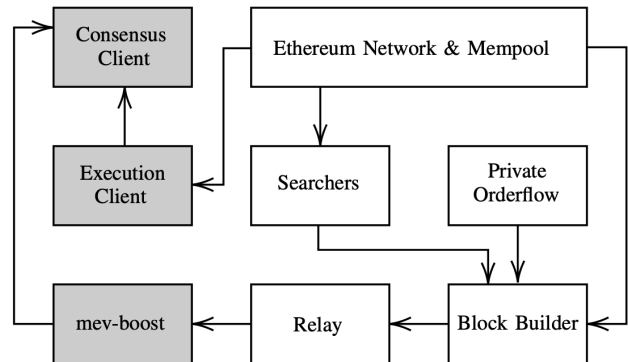 Consensus
Client
Ethereum Network & Mempool
Execution
Client
Searchers
Private
Orderflow
mev-boost
Relay
Block Builder